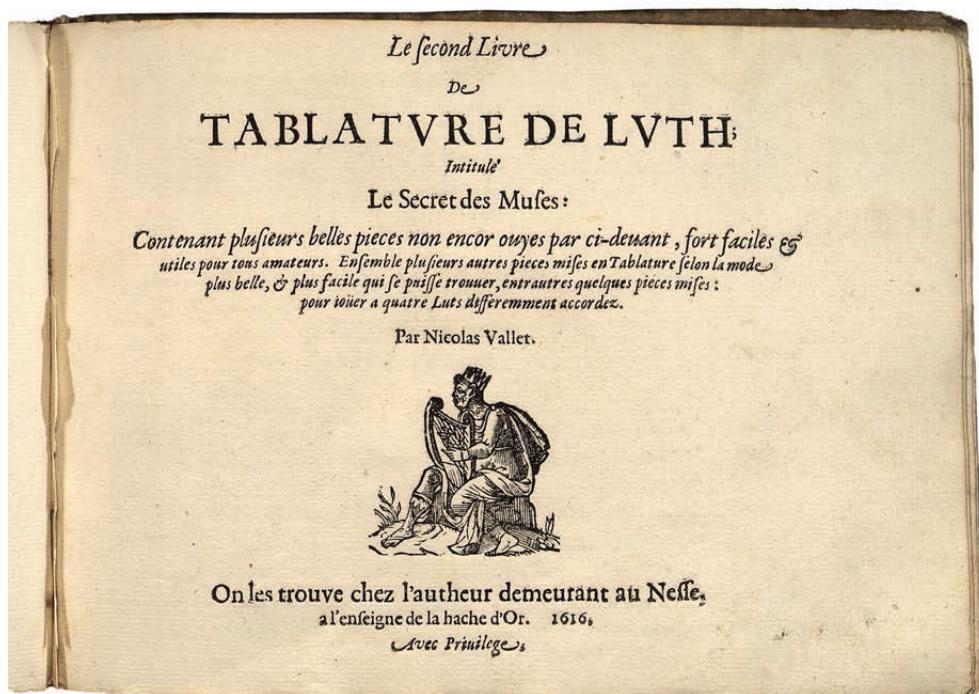 Le ſecond Livre
De
TABLATVRE DE LVTH;
Intitulé
Le Secret des Muſes:
Contenant pluſieurs belles pieces non encor ouyes par ci-deuant, fort faciles &
utiles pour tous amateurs. Enſemble pluſieurs autres pieces miſes en Tablature ſelon la mode
plus belle, & plus facile qui ſe puiſſe trouuer, entrautres quelques pieces miſes:
pour ioüer a quatre Luts differemment accordez.
Par Nicolas Vallet.
On les trouve chez l'autheur demeurant au Neſſe,
a l'enſeigne de la hache d'Or. 1616,
Avec Priuilege,